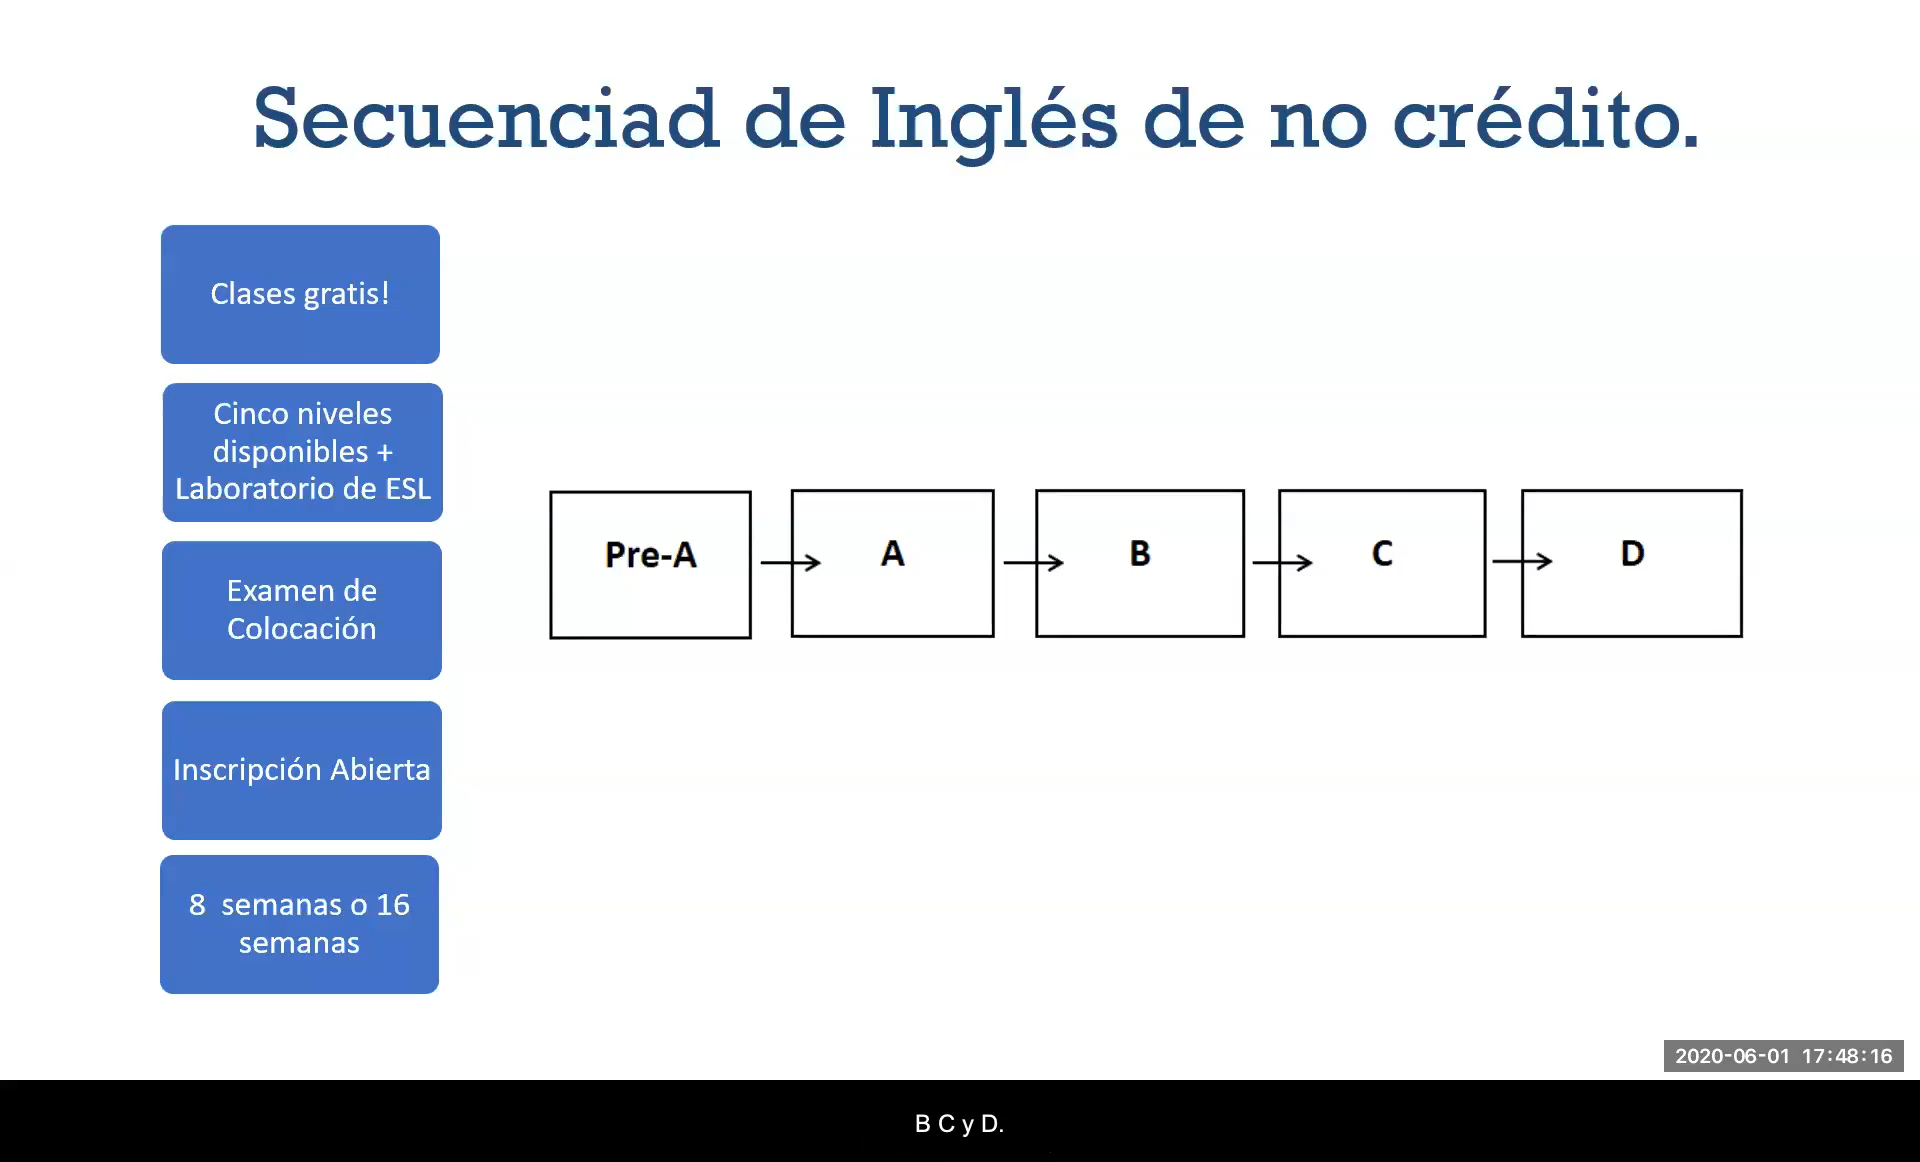 Secuenciad de Inglés de no crédito.
Clases gratis!
Cinco niveles
disponibles +
Laboratorio de ESL
Examen de
Colocación
Inscripción Abierta
8  semanas o 16
semanas
Pre-A
A
B
C
D
2020-06-01 17:48:16
B C y D.